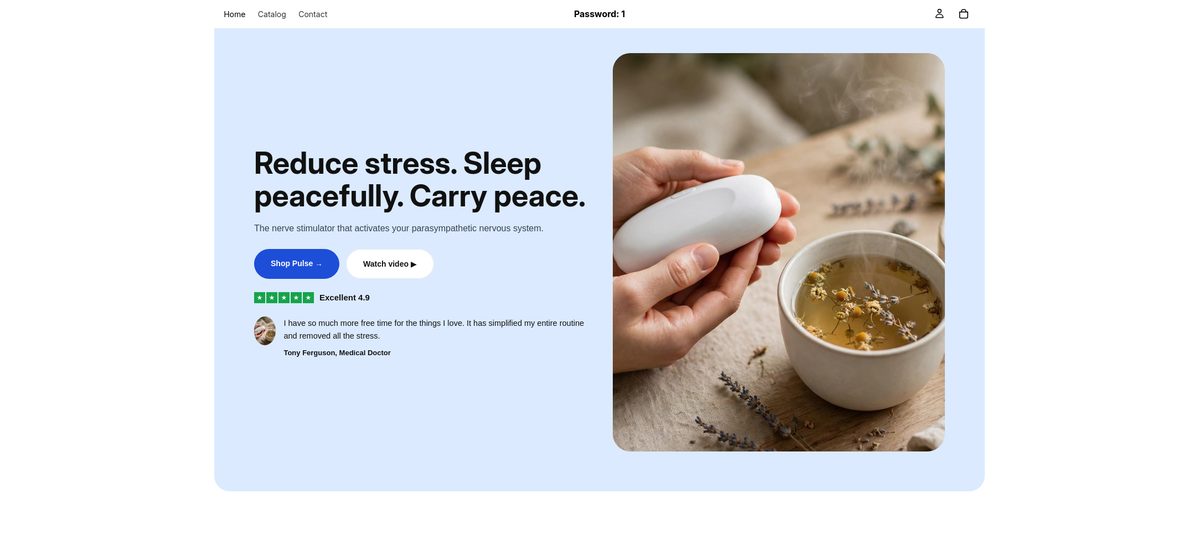 Home Catalog Contact Password: 1
Reduce stress. Sleep
peacefully. Carry peace.
The nerve stimulator that activates your parasympathetic nervous system.
Shop Pulse → Watch video ▶
Excellent 4.9
I have so much more free time for the things I love. It has simplified my entire routine
and removed all the stress.
Tony Ferguson, Medical Doctor